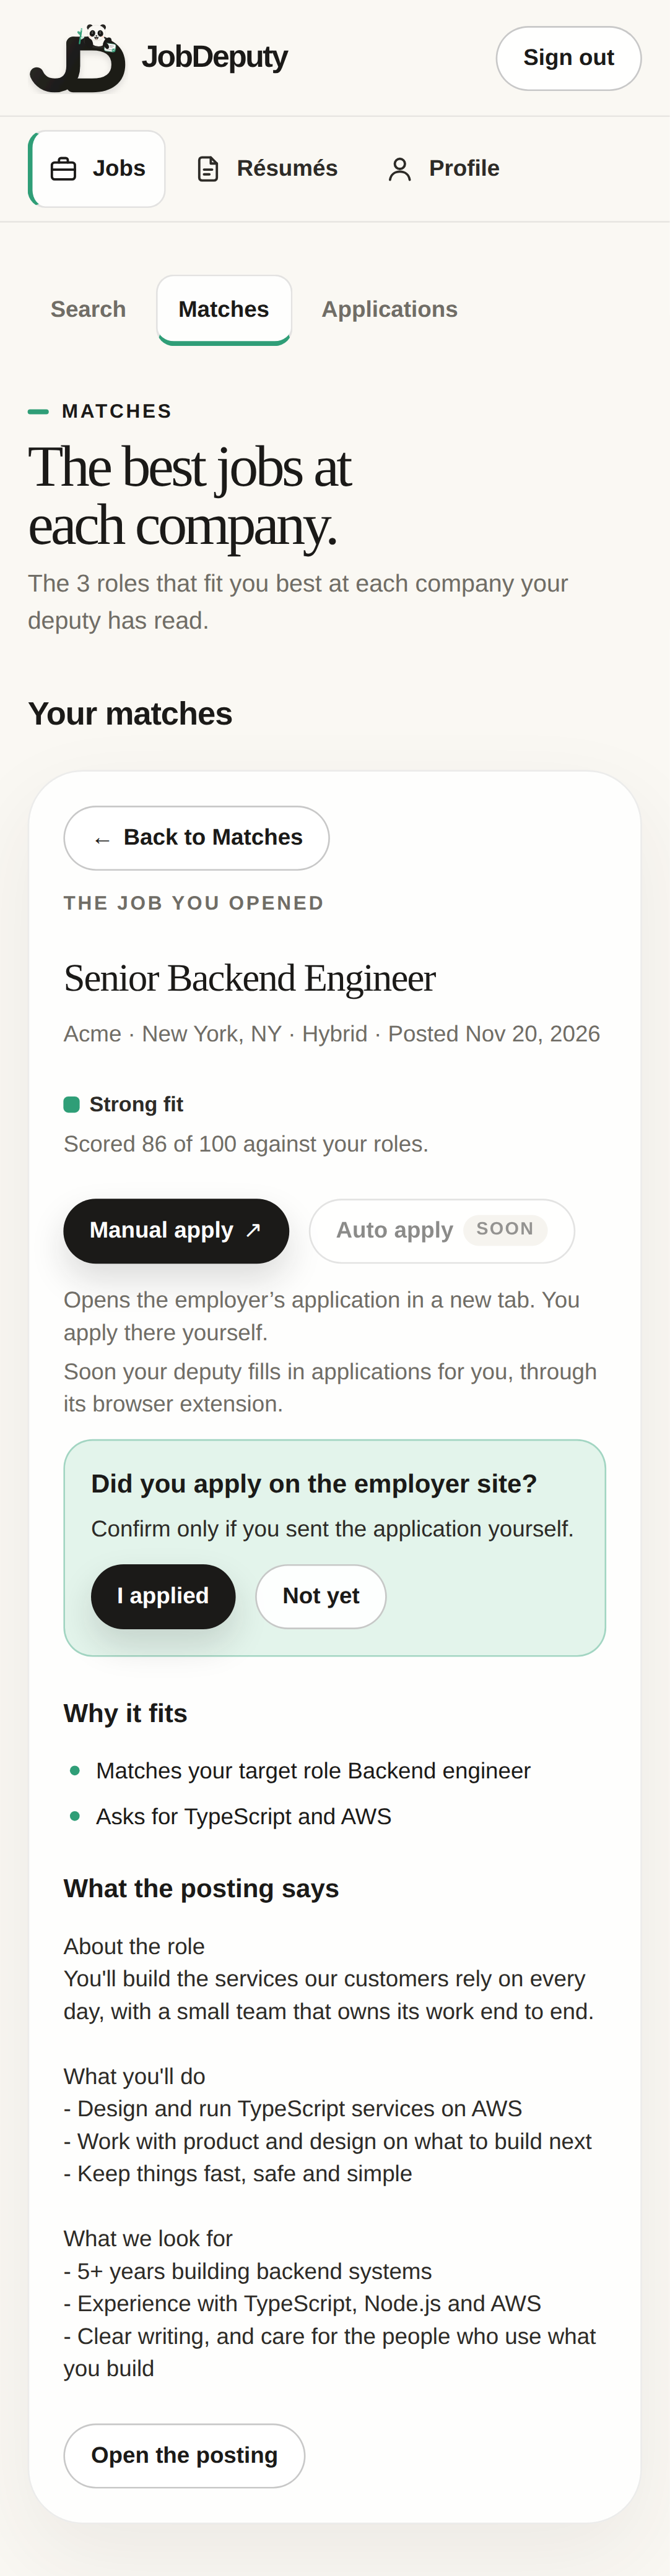 JobDeputy
Sign out
Jobs
Résumés
Profile
Search
Matches
Applications
MATCHES
The best jobs at
each company.
The 3 roles that fit you best at each company your
deputy has read.
Your matches
← Back to Matches
THE JOB YOU OPENED
Senior Backend Engineer
Acme · New York, NY · Hybrid · Posted Nov 20, 2026
Strong fit
Scored 86 of 100 against your roles.
Manual apply ↗
Auto apply SOON
Opens the employer’s application in a new tab. You
apply there yourself.
Soon your deputy fills in applications for you, through
its browser extension.
Did you apply on the employer site?
Confirm only if you sent the application yourself.
I applied
Not yet
Why it fits
Matches your target role Backend engineer
Asks for TypeScript and AWS
What the posting says
About the role
You'll build the services our customers rely on every
day, with a small team that owns its work end to end.
What you'll do
- Design and run TypeScript services on AWS
- Work with product and design on what to build next
- Keep things fast, safe and simple
What we look for
- 5+ years building backend systems
- Experience with TypeScript, Node.js and AWS
- Clear writing, and care for the people who use what
you build
Open the posting